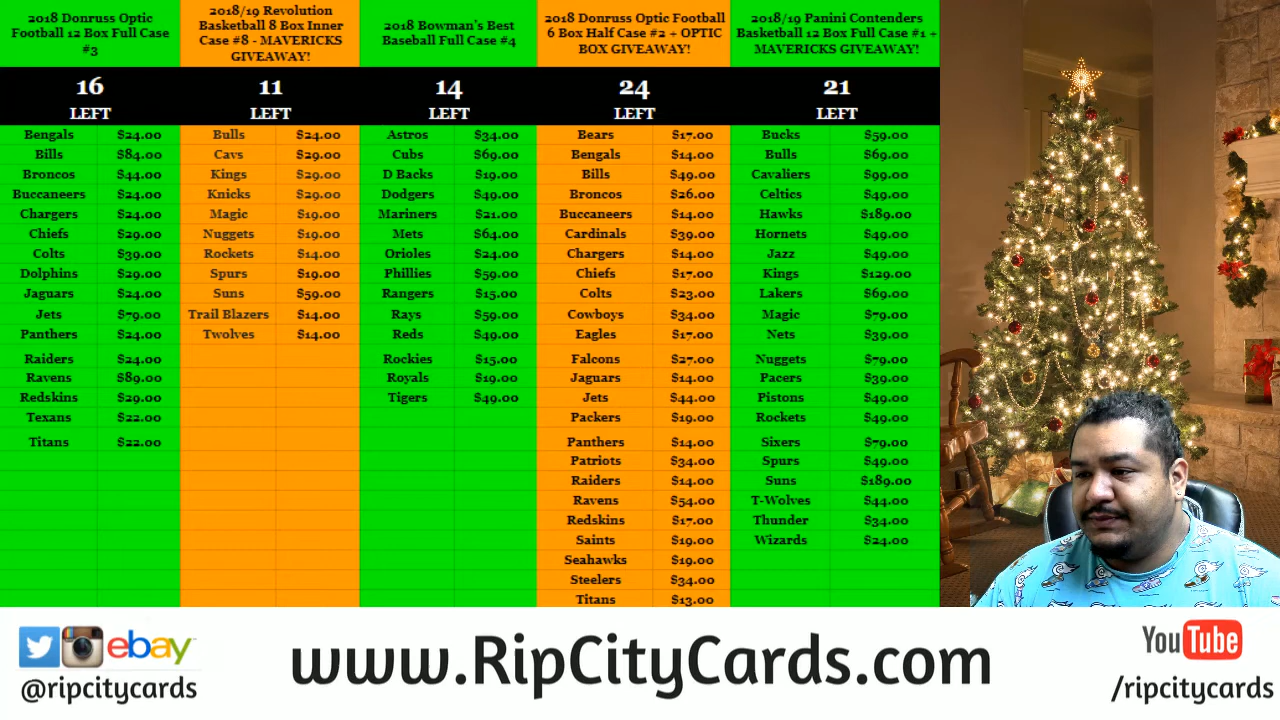 2018 Donruss Optic
Football 12 Box Full Case
#3
16
LEFT
Bengals $24.00
Bills $84.00
Broncos $44.00
Buccaneers $24.00
Chargers $24.00
Chiefs $29.00
Colts $39.00
Dolphins $29.00
Jaguars $24.00
Jets $79.00
Panthers $24.00
Raiders $24.00
Ravens $89.00
Redskins $29.00
Texans $22.00
Titans $22.00
2018/19 Revolution
Basketball 8 Box Inner
Case #8 - MAVERICKS
GIVEAWAY!
11
LEFT
Bulls $24.00
Cavs $29.00
Kings $29.00
Knicks $29.00
Magic $19.00
Nuggets $19.00
Rockets $14.00
Spurs $19.00
Suns $59.00
Trail Blazers $14.00
Twolves $14.00
2018 Bowman's Best
Baseball Full Case #4
14
LEFT
Astros $34.00
Cubs $69.00
D Backs $19.00
Dodgers $49.00
Mariners $21.00
Mets $64.00
Orioles $24.00
Phillies $59.00
Rangers $15.00
Rays $59.00
Reds $49.00
Rockies $15.00
Royals $19.00
Tigers $49.00
2018 Donruss Optic Football
6 Box Half Case #2 + OPTIC
BOX GIVEAWAY!
24
LEFT
Bears $17.00
Bengals $14.00
Bills $49.00
Broncos $26.00
Buccaneers $14.00
Cardinals $39.00
Chargers $14.00
Chiefs $17.00
Colts $23.00
Cowboys $34.00
Eagles $17.00
Falcons $27.00
Jaguars $14.00
Jets $44.00
Packers $19.00
Panthers $14.00
Patriots $34.00
Raiders $14.00
Ravens $54.00
Redskins $17.00
Saints $19.00
Seahawks $19.00
Steelers $34.00
Titans $13.00
2018/19 Panini Contenders
Basketball 12 Box Full Case #1 +
MAVERICKS GIVEAWAY!
21
LEFT
Bucks $59.00
Bulls $69.00
Cavaliers $99.00
Celtics $49.00
Hawks $189.00
Hornets $49.00
Jazz $49.00
Kings $129.00
Lakers $69.00
Magic $79.00
Nets $39.00
Nuggets $79.00
Pacers $39.00
Pistons $49.00
Rockets $49.00
Sixers $79.00
Spurs $49.00
Suns $189.00
T-Wolves $44.00
Thunder $34.00
Wizards $24.00
ebay
@ripcitycards
www.RipCityCards.com
YouTube
/ripcitycards